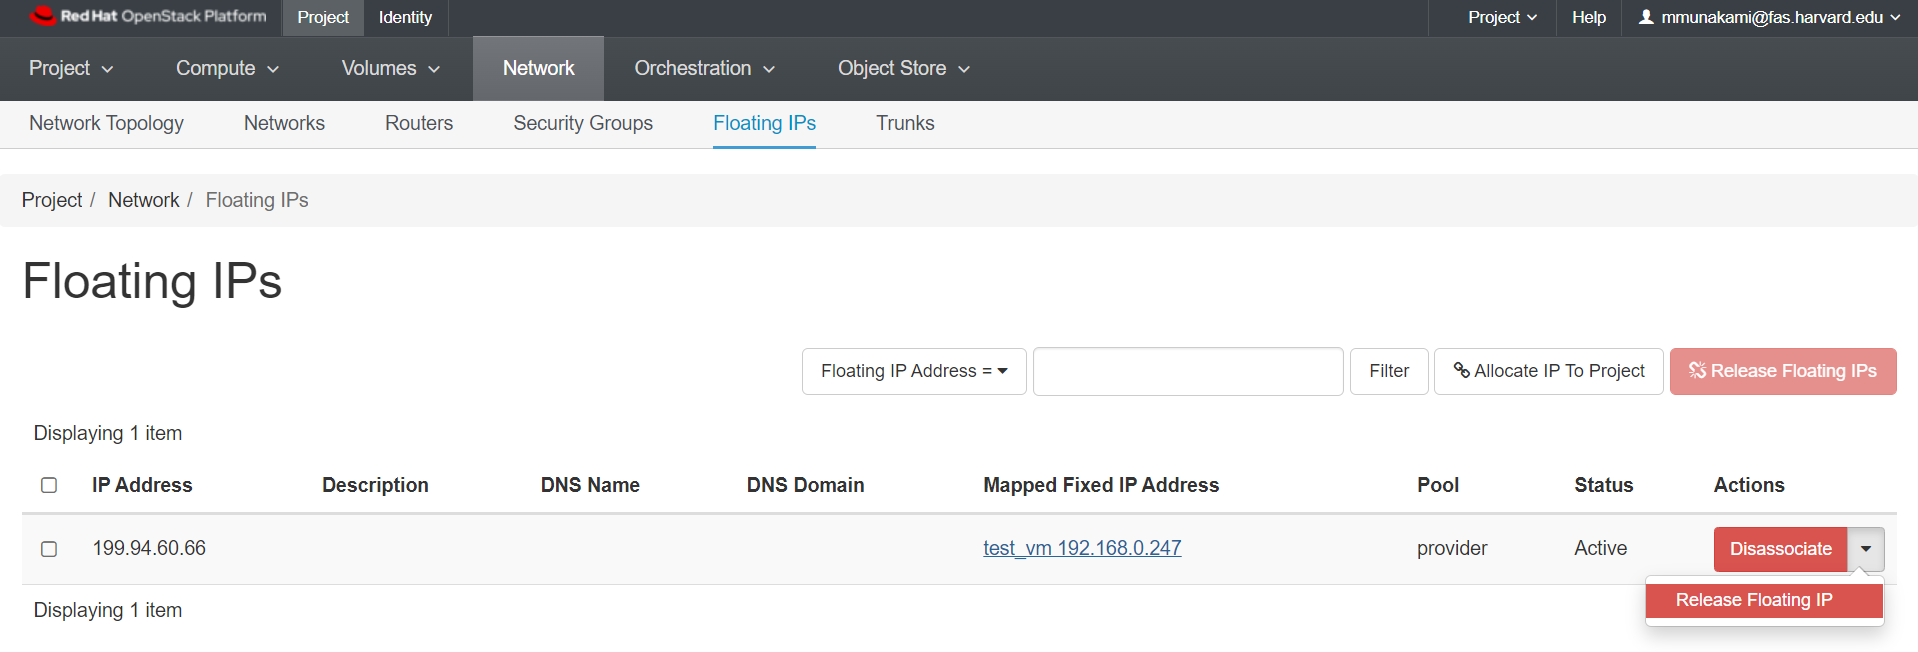 Red Hat OpenStack Platform Project Identity Project Help mmunakami@fas.harvard.edu
Project Compute Volumes Network Orchestration Object Store
Network Topology Networks Routers Security Groups Floating IPs Trunks
Project / Network / Floating IPs
Floating IPs
Floating IP Address = Filter Allocate IP To Project Release Floating IPs
Displaying 1 item
IP Address Description DNS Name DNS Domain Mapped Fixed IP Address Pool Status Actions
199.94.60.66 test_vm 192.168.0.247 provider Active Disassociate
Release Floating IP
Displaying 1 item